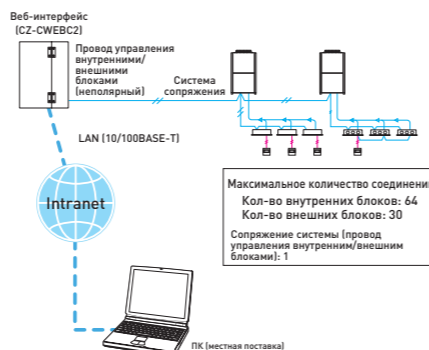 Веб-интерфейс
(CZ-CWEBC2)
Провод управления
внутренними/
внешними
блоками
(неполярный)
Система
сопряжения
LAN (10/100BASE-T)
Intranet
Максимальное количество соединени
Кол-во внутренних блоков: 64
Кол-во внешних блоков: 30
Сопряжение системы (провод
управления внутренним/внешним
блоками): 1
ПК (местная поставка)